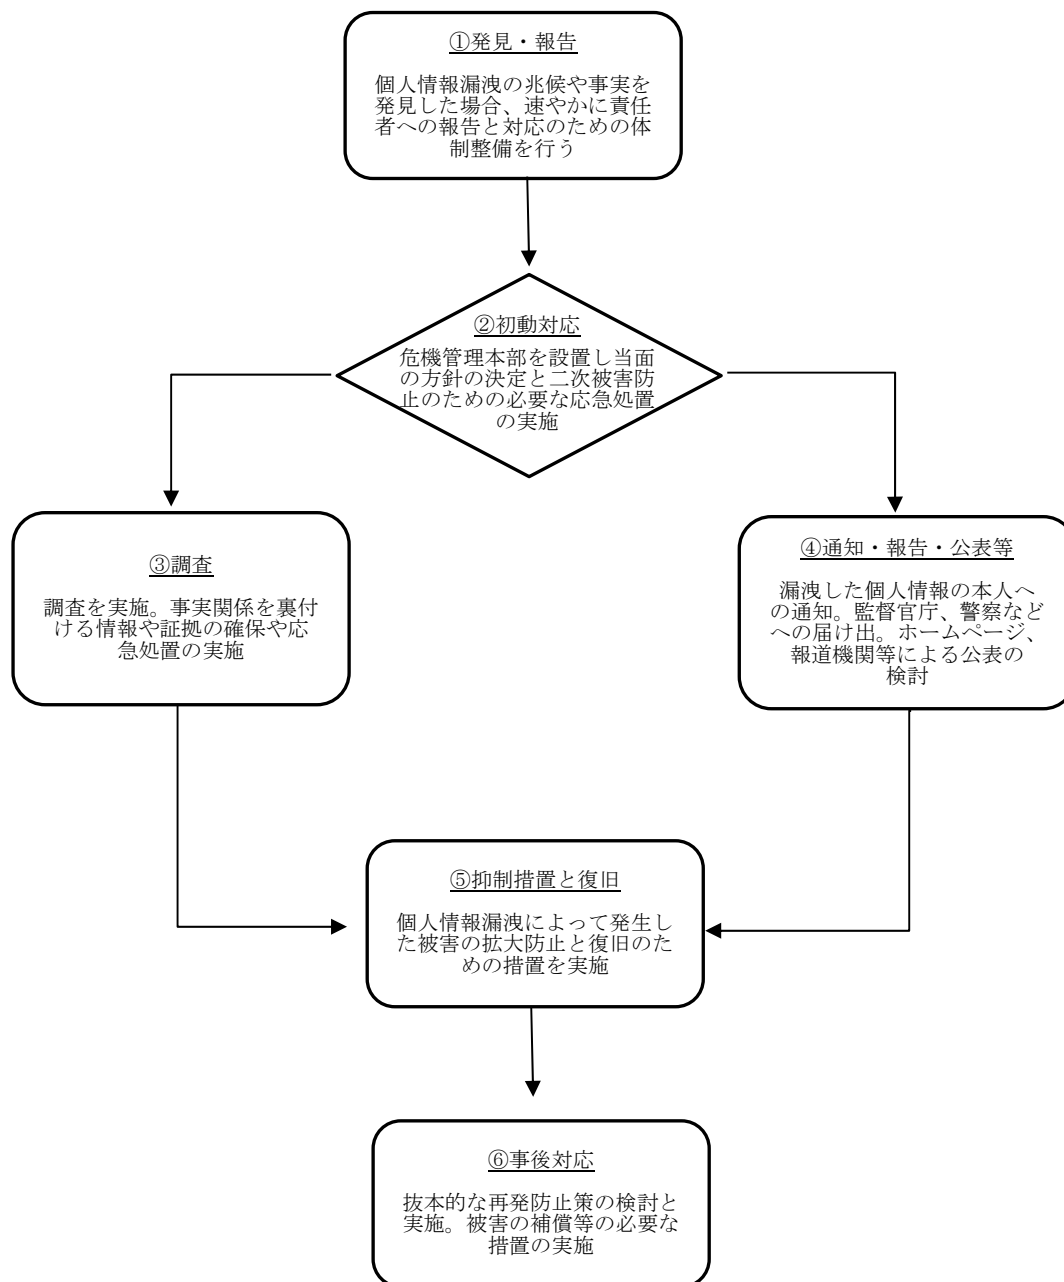 ①発見・報告
個人情報漏洩の兆候や事実を
発見した場合、速やかに責任
者への報告と対応のための体
制整備を行う
②初動対応
危機管理本部を設置し当面
の方針の決定と二次被害防
止のための必要な応急処置
の実施
③調査
調査を実施。事実関係を裏付
ける情報や証拠の確保や応
急処置の実施
④通知・報告・公表等
漏洩した個人情報の本人へ
の通知。監督官庁、警察など
への届け出。ホームページ、
報道機関等による公表の
検討
⑤抑制措置と復旧
個人情報漏洩によって発生し
た被害の拡大防止と復旧のた
めの措置を実施
⑥事後対応
抜本的な再発防止策の検討と
実施。被害の補償等の必要な
措置の実施